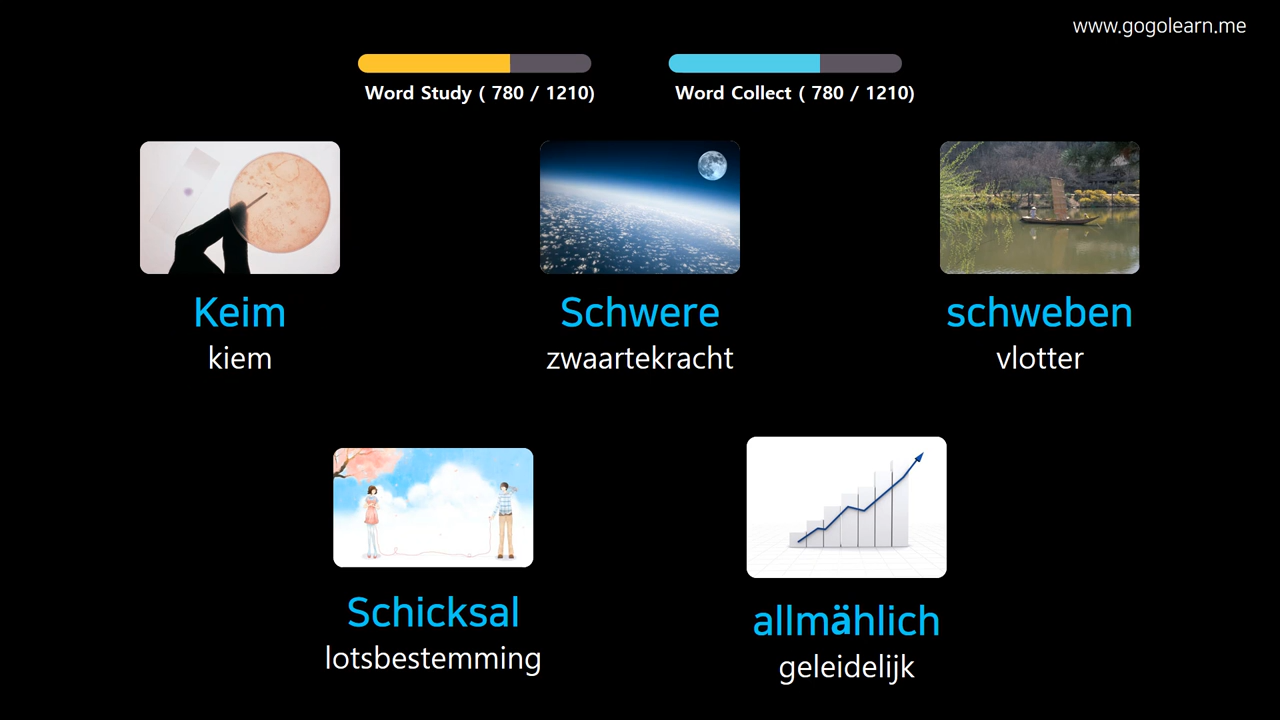 www.gogolearn.me
Word Study ( 780 / 1210)
Word Collect ( 780 / 1210)
Keim
kiem
Schwere
zwaartekracht
schweben
vlotter
Schicksal
lotsbestemming
allmählich
geleidelijk